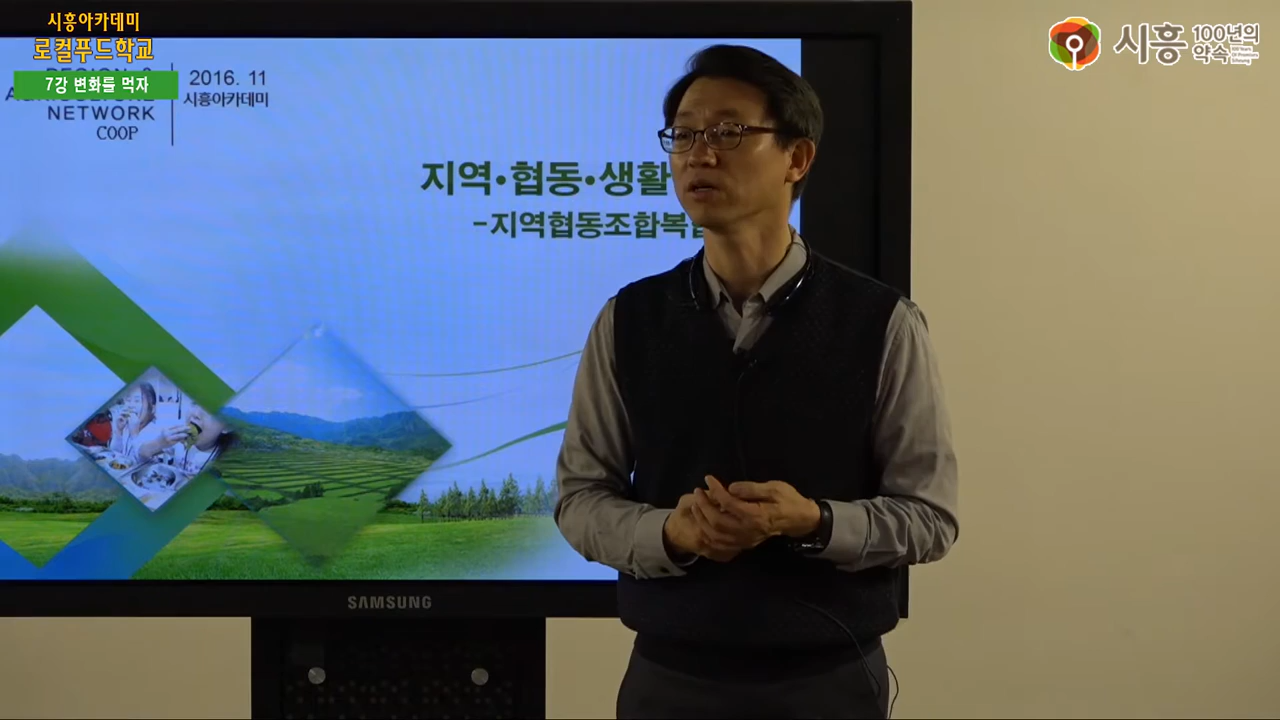 시흥아카데미
로컬푸드학교
7강 변화를 먹자
NETWORK
COOP
2016. 11
시흥아카데미
지역·협동·생활
-지역협동조합복합
시흥 100년의 약속
SAMSUNG